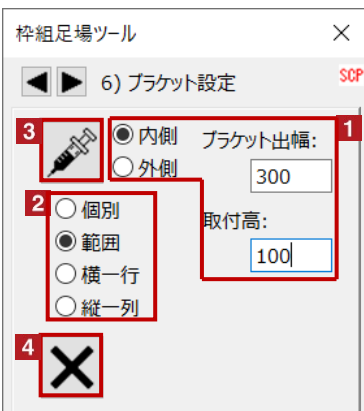 枠組足場ツール
6) ブラケット設定
SCP
1
3
内側
外側
ブラケット出幅:
300
取付高:
100
2
個別
範囲
横一行
縦一列
4